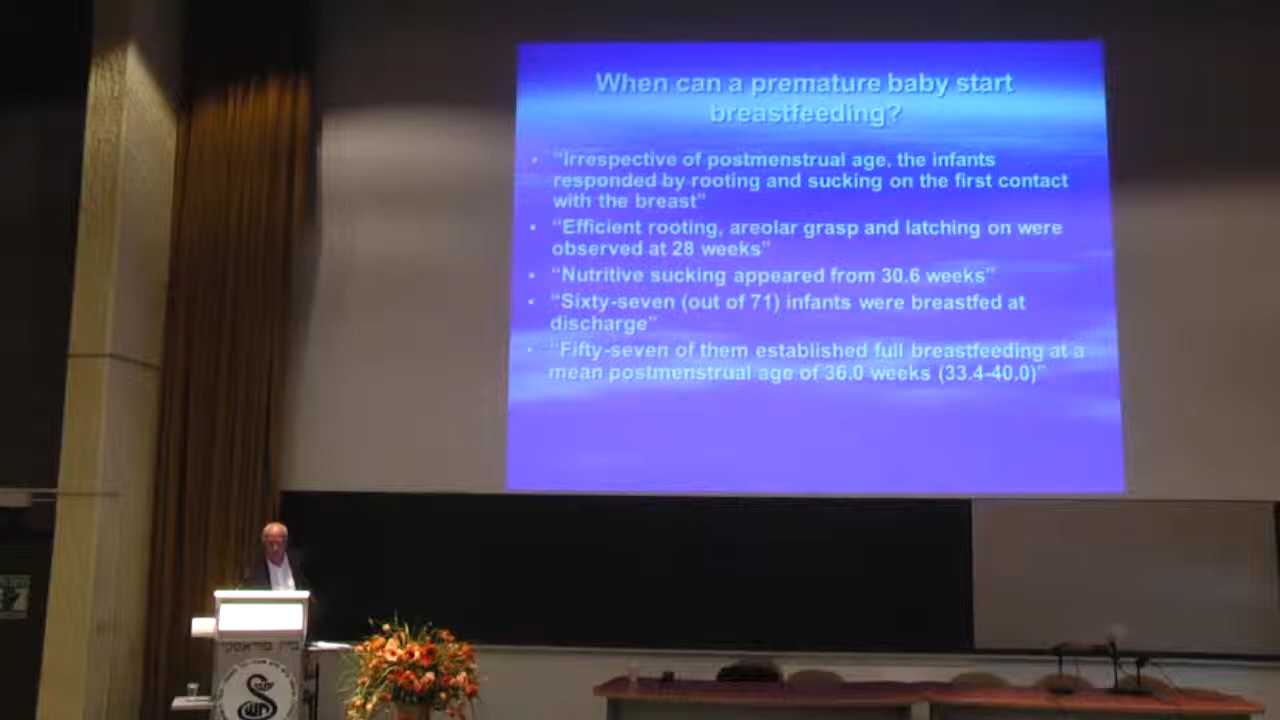 When can a premature baby start
breastfeeding?
• “Irrespective of postmenstrual age, the infants
responded by rooting and sucking on the first contact
with the breast”
• “Efficient rooting, areolar grasp and latching on were
observed at 28 weeks”
• “Nutritive sucking appeared from 30.6 weeks”
• “Sixty-seven (out of 71) infants were breastfed at
discharge”
• “Fifty-seven of them established full breastfeeding at a
mean postmenstrual age of 36.0 weeks (33.4-40.0)”